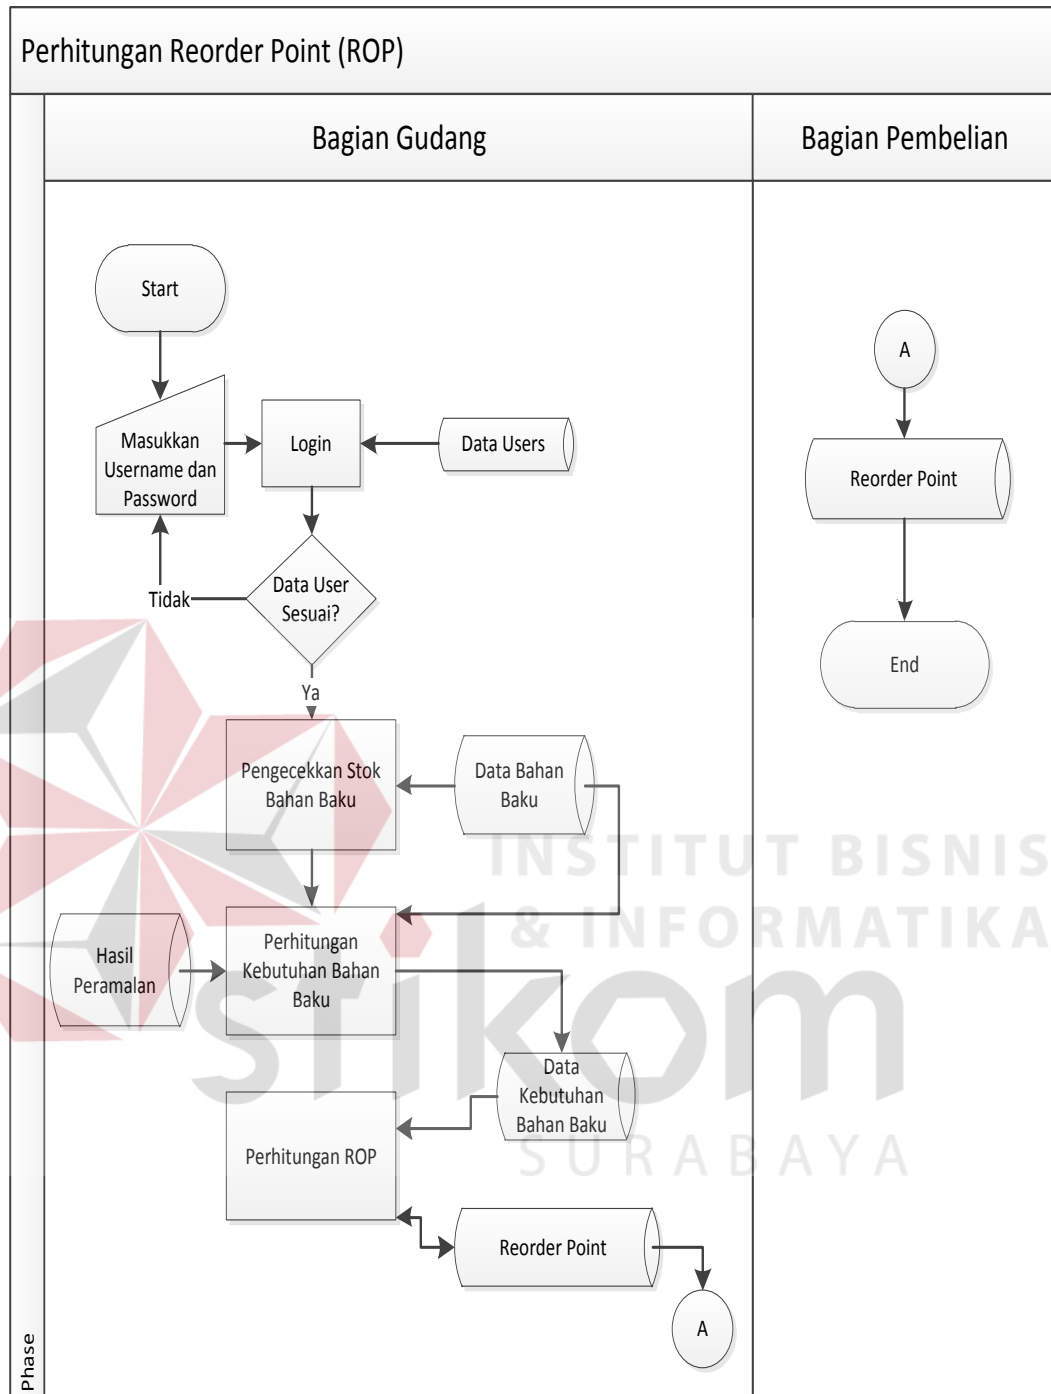 Perhitungan Reorder Point (ROP)
Bagian Gudang
Bagian Pembelian
Start
Masukkan
Username dan
Password
Login
Data Users
Data User
Sesuai?
Tidak
Ya
Pengecekkan Stok
Bahan Baku
Data Bahan
Baku
Hasil
Peramalan
Perhitungan
Kebutuhan Bahan
Baku
Data
Kebutuhan
Bahan Baku
Perhitungan ROP
Reorder Point
A
A
Reorder Point
End
Phase
INSTITUT BISNIS
& INFORMATIKA
stikom
SURABAYA